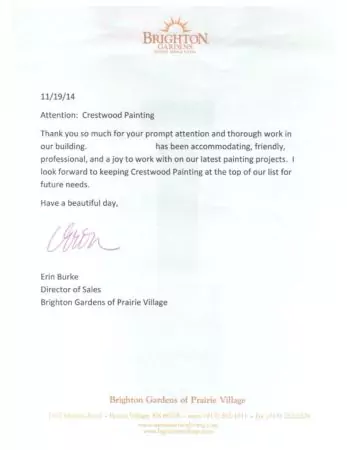 BRIGHTON
GARDENS
11/19/14
Attention: Crestwood Painting
Thank you so much for your prompt attention and thorough work in
our building. has been accommodating, friendly,
professional, and a joy to work with on our latest painting projects. I
look forward to keeping Crestwood Painting at the top of our list for
future needs.
Have a beautiful day,
Erin
Erin Burke
Director of Sales
Brighton Gardens of Prairie Village
Brighton Gardens of Prairie Village